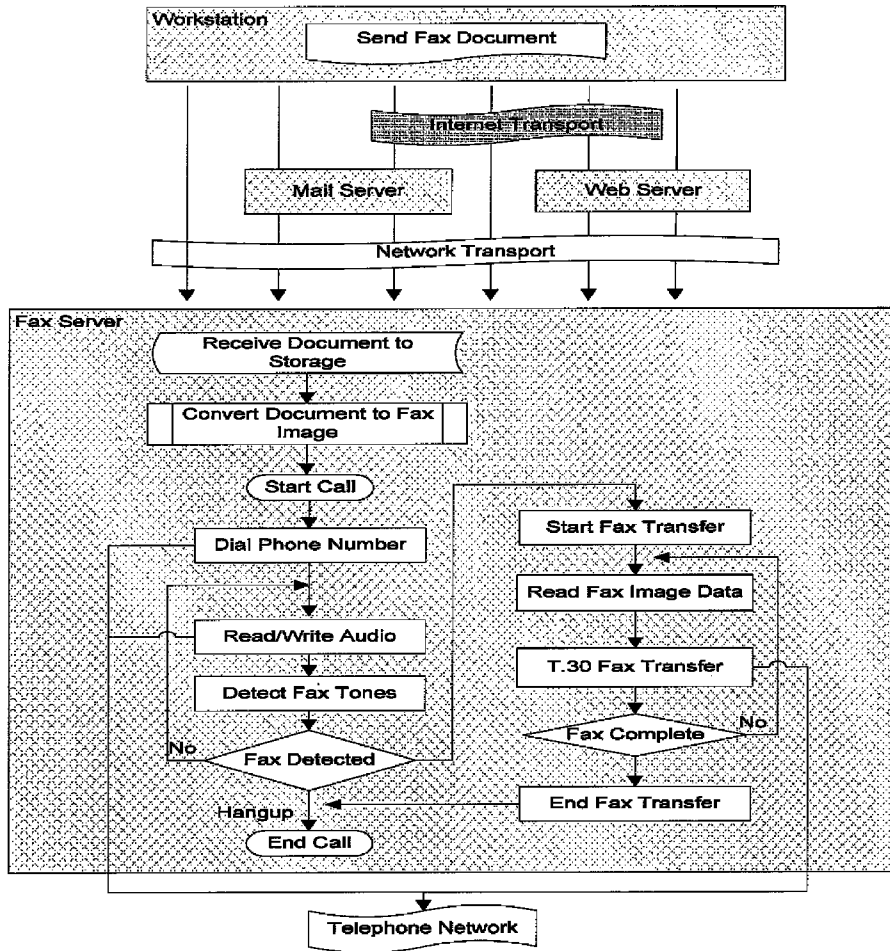 Workstation
Send Fax Document
Internet Transport
Mail Server
Web Server
Network Transport
Fax Server
Receive Document to
Storage
Convert Document to Fax
Image
Start Call
Dial Phone Number
Read/Write Audio
Detect Fax Tones
No
Fax Detected
Hangup
End Call
Start Fax Transfer
Read Fax Image Data
T.30 Fax Transfer
No
Fax Complete
End Fax Transfer
Telephone Network